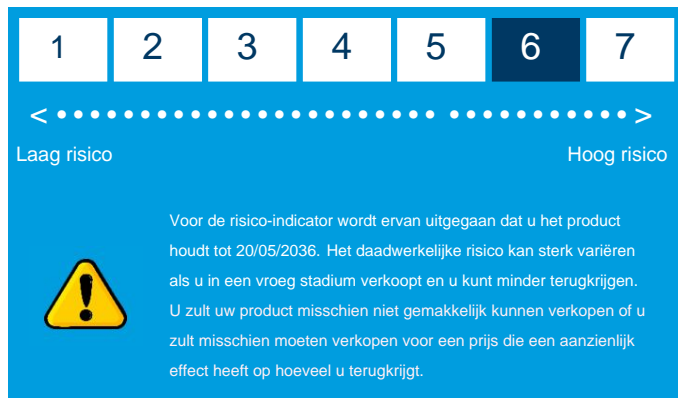 1 2 3 4 5 6 7
< >
Laag risico Hoog risico
Voor de risico-indicator wordt ervan uitgegaan dat u het product
houdt tot 20/05/2036. Het daadwerkelijke risico kan sterk variëren
als u in een vroeg stadium verkoopt en u kunt minder terugkrijgen.
U zult uw product misschien niet gemakkelijk kunnen verkopen of u
zult misschien moeten verkopen voor een prijs die een aanzienlijk
effect heeft op hoeveel u terugkrijgt.